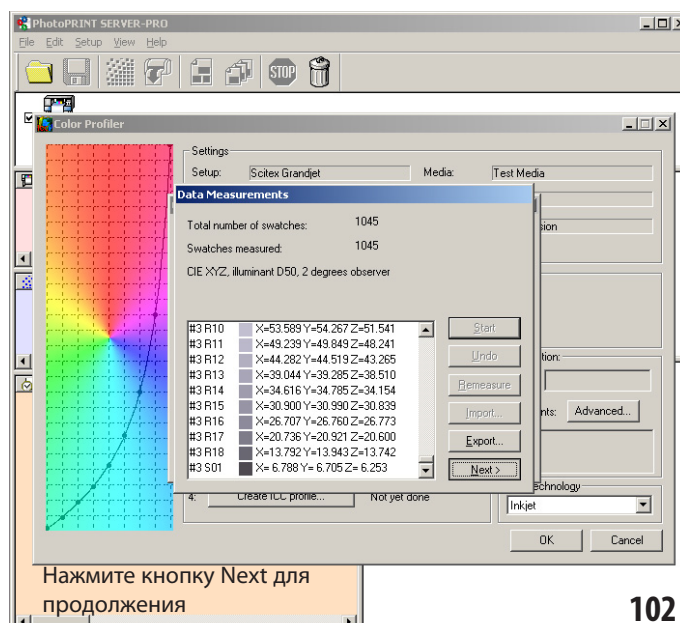 PhotoPRINT SERVER-PRO
File Edit Setup View Help
STOP
Color Profiler
Settings
Setup: Scitex Grandjet Media: Test Media
Data Measurements
sion
Total number of swatches: 1045
Swatches measured: 1045
CIE XYZ, illuminant D50, 2 degrees observer
#3 R10 X=53.589 Y=54.267 Z=51.541
#3 R11 X=49.239 Y=49.849 Z=48.241
#3 R12 X=44.282 Y=44.519 Z=43.265
#3 R13 X=39.044 Y=39.285 Z=38.510
#3 R14 X=34.616 Y=34.785 Z=34.154
#3 R15 X=30.900 Y=30.990 Z=30.839
#3 R16 X=26.707 Y=26.760 Z=26.773
#3 R17 X=20.736 Y=20.921 Z=20.600
#3 R18 X=13.792 Y=13.943 Z=13.742
#3 S01 X= 6.788 Y= 6.705 Z= 6.253
Start
Undo
Remeasure
Import...
Export...
Next >
tion:
nts: Advanced...
echnology
4: Create ICC profile... Not yet done
Inkjet
OK Cancel
Нажмите кнопку Next для
продолжения
102